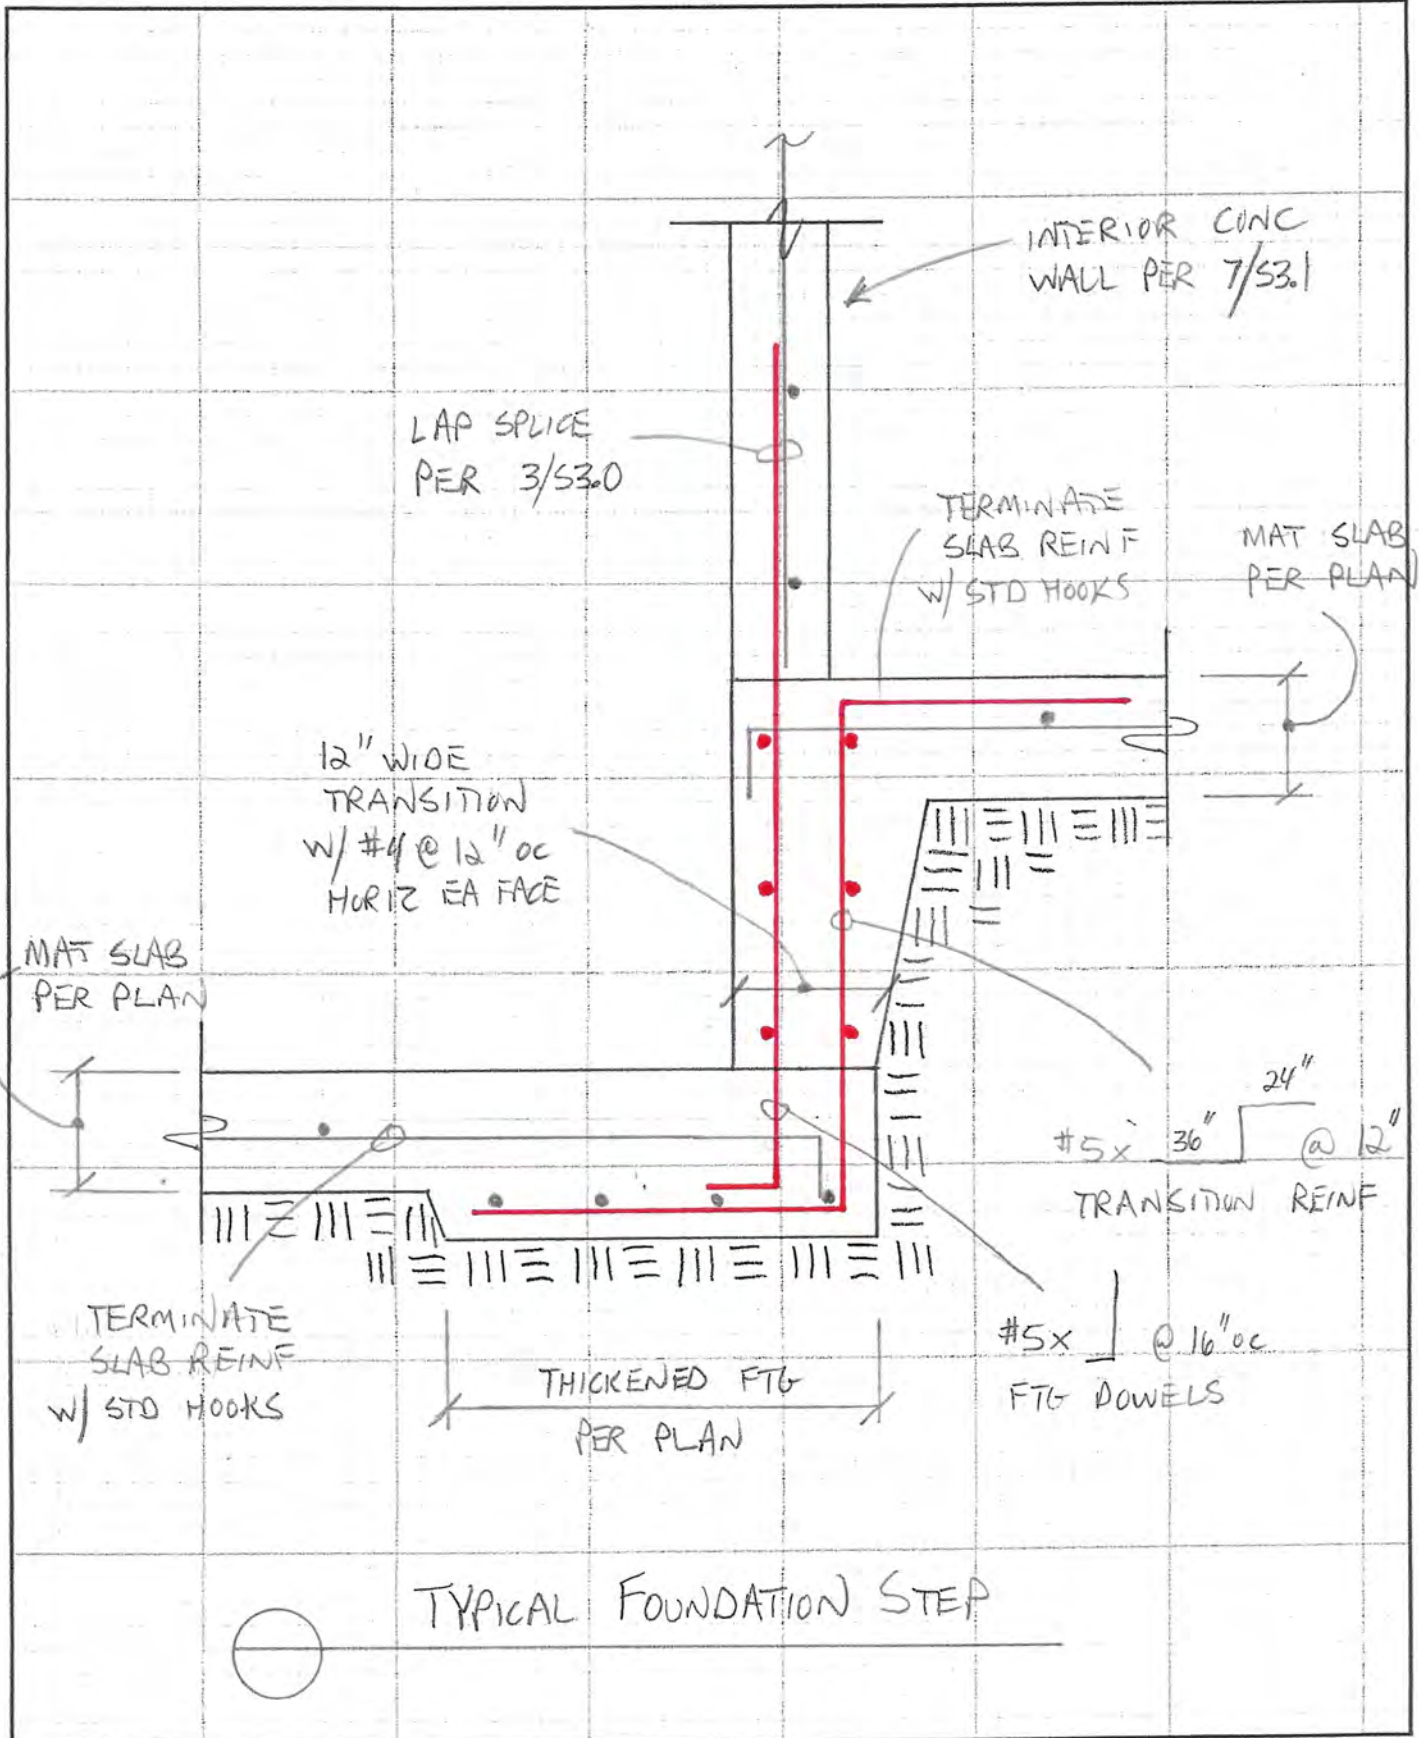 INTERIOR CONC
WALL PER 7/S3.1
LAP SPLICE
PER 3/S3.0
TERMINATE
SLAB REINF
W/ STD HOOKS
MAT SLAB
PER PLAN
12" WIDE
TRANSITION
W/ #4 @ 12" OC
HORIZ EA FACE
MAT SLAB
PER PLAN
24"
#5x 36" @ 12"
TRANSITION REINF
TERMINATE
SLAB REINF
W/ STD HOOKS
THICKENED FTG
PER PLAN
#5x @ 16" OC
FTG DOWELS
TYPICAL FOUNDATION STEP